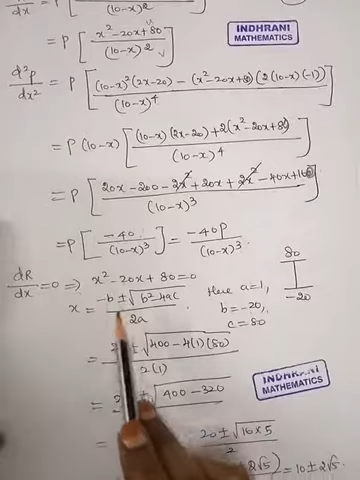 (10-x)²
= P [ x²-20x+80 / (10-x)² ]
INDHRANI MATHEMATICS
d²P/dx² = P [ (10-x)²(2x-20) - (x²-20x+80)(2(10-x)(-1)) / (10-x)⁴ ]
= P (10-x) [ (10-x)(2x-20)+2(x²-20x+80) / (10-x)⁴ ]
= P [ 20x-200-2x²+20x+2x²-40x+160 / (10-x)³ ]
= P [ -40 / (10-x)³ ] = -40P / (10-x)³
dR/dx = 0 ⇒ x²-20x+80=0
x = -b ± √b²-4ac / 2a
Here a=1,
b=-20,
c=80
80
-20
= ± √400-4(1)(80) / 2(1)
= ± √400-320
INDHRANI MATHEMATICS
= 20 ± √16×5 / 2
± 2√5) = 10 ± 2√5.